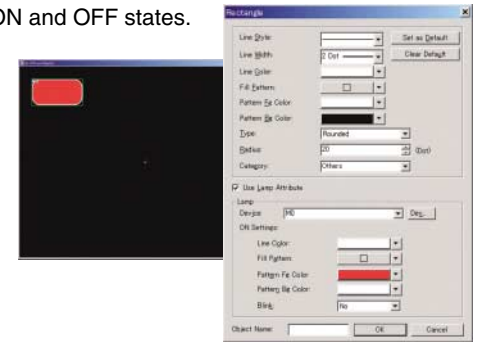 ON and OFF states.
Rectangle
Line Style:
Set as Default
Line Width:
2 Dot
Clear Default
Line Color:
Fill Pattern:
Pattern Fg Color:
Pattern Bg Color:
Type:
Rounded
Radius:
20
(Dot)
Category:
Others
Use Lamp Attribute
Lamp
Device:
M0
Dev..
ON Settings:
Line Color:
Fill Pattern:
Pattern Fg Color:
Pattern Bg Color:
Blink:
No
Object Name:
OK
Cancel